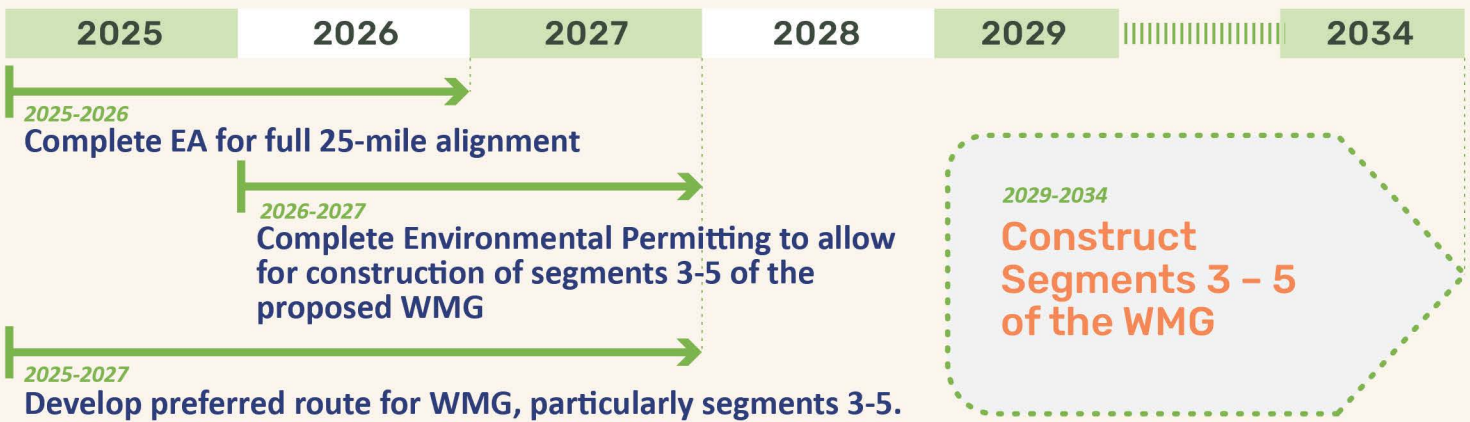 2025 2026 2027 2028 2029 2034
2025-2026
Complete EA for full 25-mile alignment
2026-2027
Complete Environmental Permitting to allow
for construction of segments 3-5 of the
proposed WMG
2025-2027
Develop preferred route for WMG, particularly segments 3-5.
2029-2034
Construct
Segments 3 – 5
of the WMG